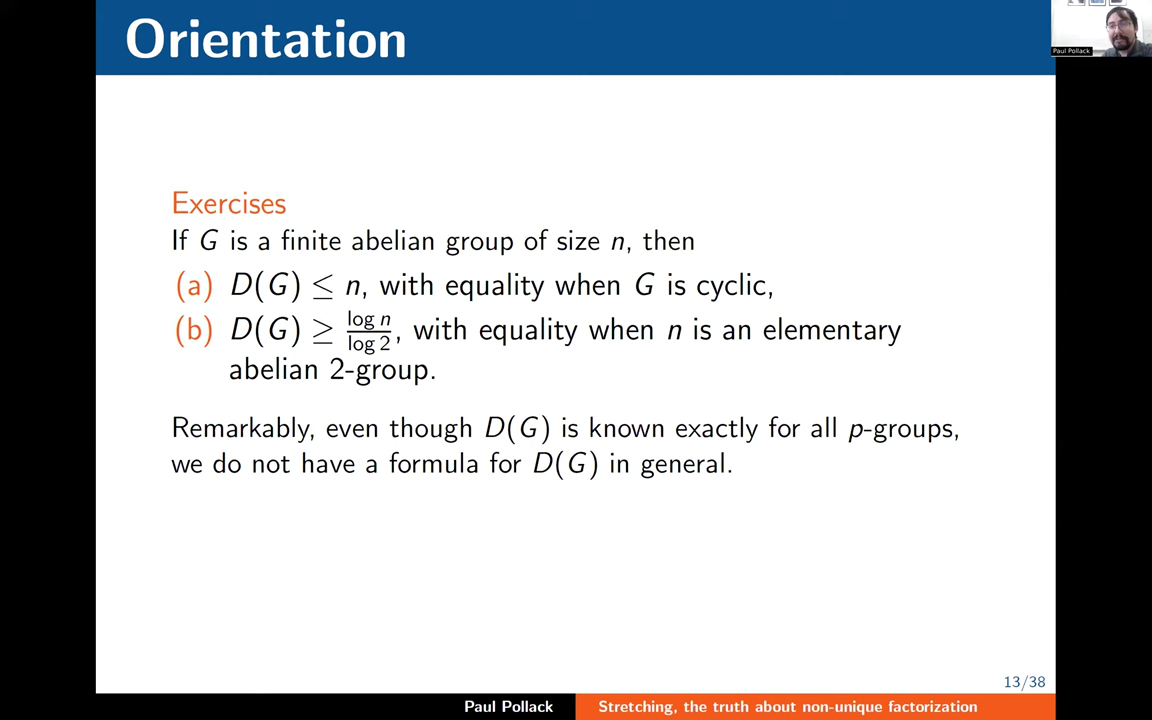 Orientation
Paul Pollack
Exercises
If G is a finite abelian group of size n, then
(a) D(G) ≤ n, with equality when G is cyclic,
(b) D(G) ≥ log n / log 2, with equality when n is an elementary
abelian 2-group.
Remarkably, even though D(G) is known exactly for all p-groups,
we do not have a formula for D(G) in general.
13/38
Paul Pollack Stretching, the truth about non-unique factorization